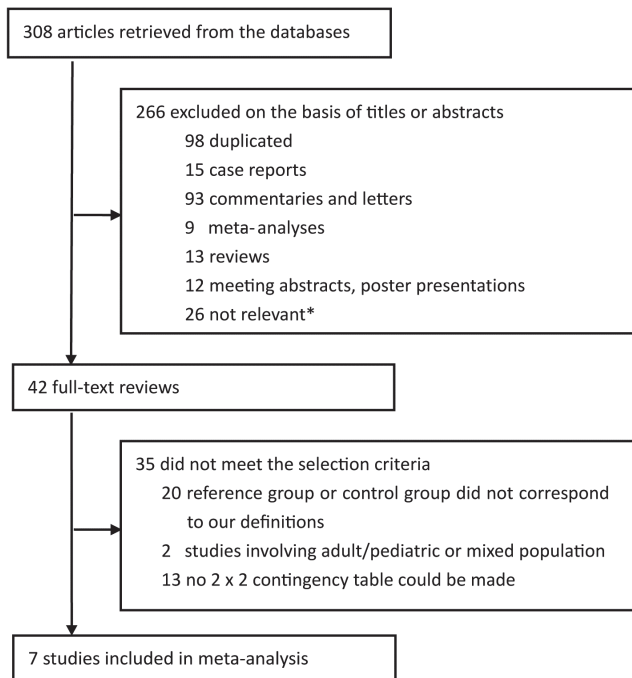 308 articles retrieved from the databases
266 excluded on the basis of titles or abstracts
98 duplicated
15 case reports
93 commentaries and letters
9 meta-analyses
13 reviews
12 meeting abstracts, poster presentations
26 not relevant*
42 full-text reviews
35 did not meet the selection criteria
20 reference group or control group did not correspond
to our definitions
2 studies involving adult/pediatric or mixed population
13 no 2 x 2 contingency table could be made
7 studies included in meta-analysis